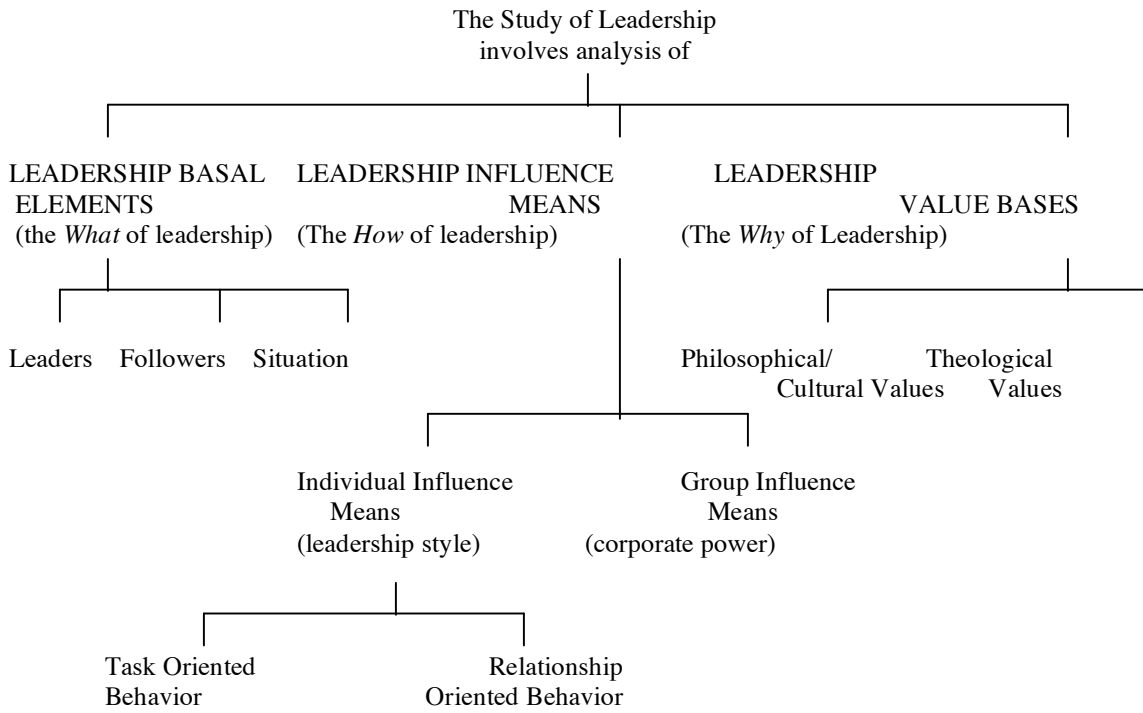 The Study of Leadership
involves analysis of
LEADERSHIP BASAL
ELEMENTS
(the What of leadership)
LEADERSHIP INFLUENCE
MEANS
(The How of leadership)
LEADERSHIP
VALUE BASES
(The Why of Leadership)
Leaders
Followers
Situation
Philosophical/
Cultural Values
Theological
Values
Individual Influence
Means
(leadership style)
Group Influence
Means
(corporate power)
Task Oriented
Behavior
Relationship
Oriented Behavior